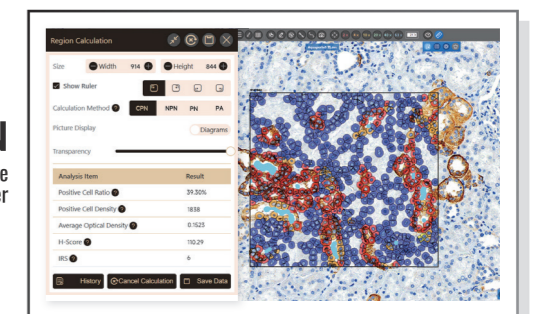 Region Calculation
Size Width 914 Height 844
Show Ruler
Calculation Method CPN NPN PN PA
Picture Display Diagrams
Transparency
Analysis Item Result
Positive Cell Ratio 39.50%
Positive Cell Density 1838
Average Optical Density 0.1523
H-Score 110.29
IRS 6
History Cancel Calculation Save Data